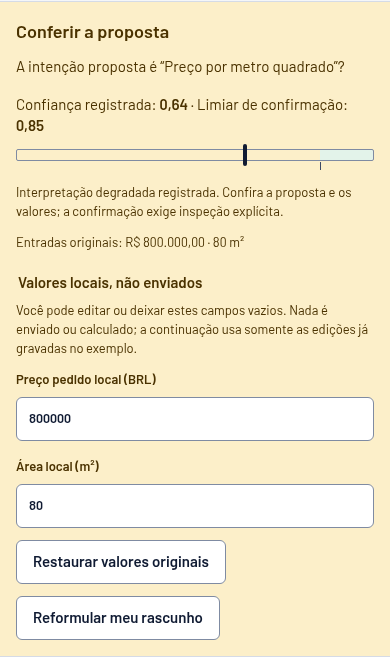 Conferir a proposta
A intenção proposta é “Preço por metro quadrado”?
Confiança registrada: 0,64 · Limiar de confirmação:
0,85
Interpretação degradada registrada. Confira a proposta e os
valores; a confirmação exige inspeção explícita.
Entradas originais: R$ 800.000,00 · 80 m²
Valores locais, não enviados
Você pode editar ou deixar estes campos vazios. Nada é
enviado ou calculado; a continuação usa somente as edições já
gravadas no exemplo.
Preço pedido local (BRL)
800000
Área local (m²)
80
Restaurar valores originais
Reformular meu rascunho